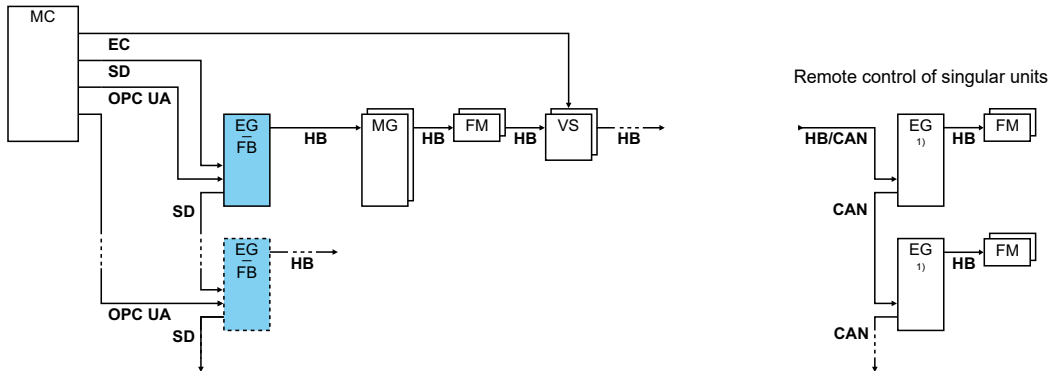 MC
EC
SD
OPC UA
Remote control of singular units
EG
FB
HB
MG
HB
FM
HB
VS
HB
HB/CAN
EG
1)
HB
FM
SD
CAN
EG
FB
HB
EG
1)
HB
FM
OPC UA
SD
CAN